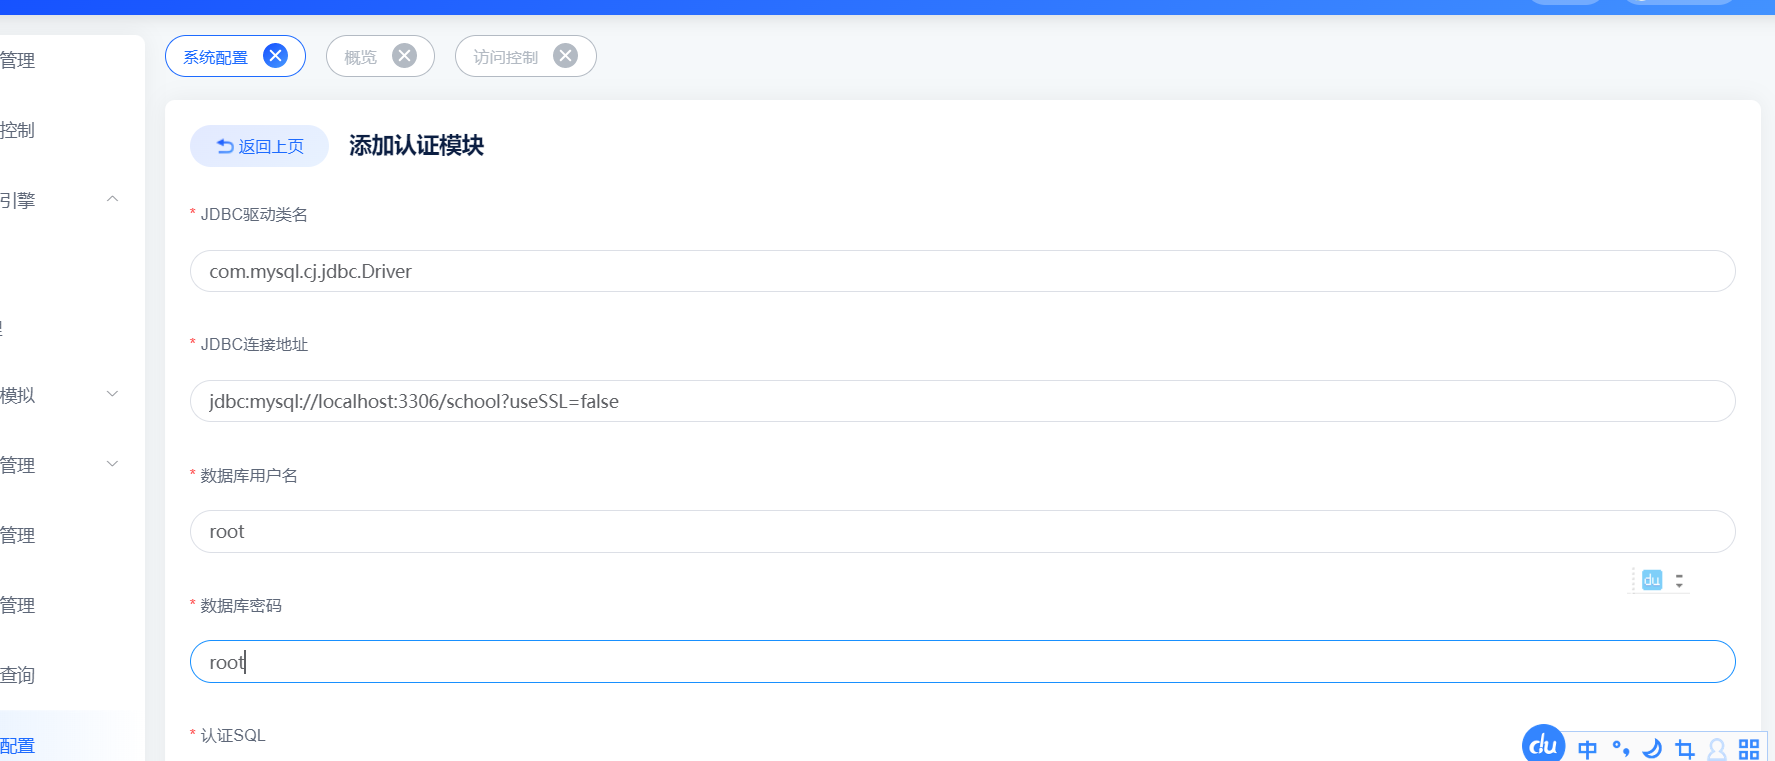 系统配置
概览
访问控制
管理
控制
引擎
模拟
管理
管理
管理
查询
配置
返回上页
添加认证模块
* JDBC驱动类名
com.mysql.cj.jdbc.Driver
* JDBC连接地址
jdbc:mysql://localhost:3306/school?useSSL=false
* 数据库用户名
root
du
* 数据库密码
root
* 认证SQL
du 中